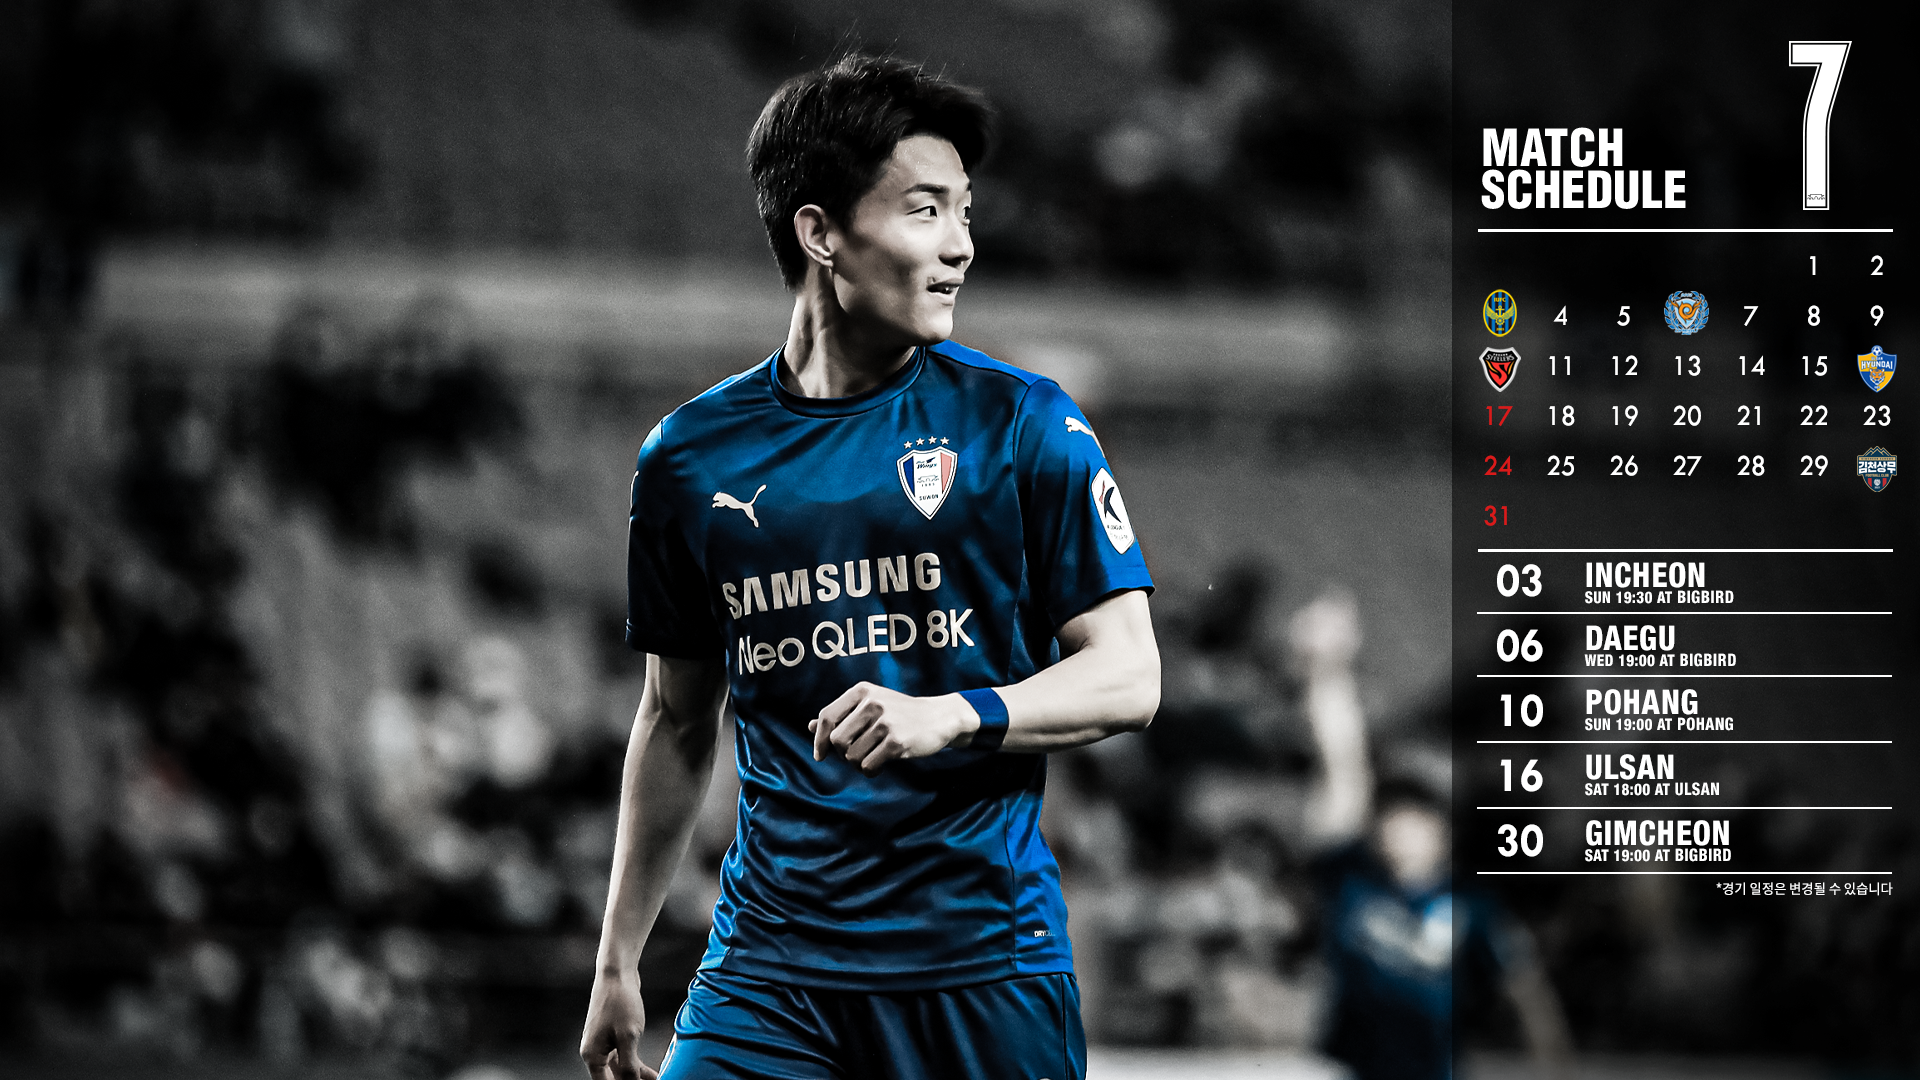 7
MATCH
SCHEDULE
1 2
4 5 7 8 9
STEELERS 11 12 13 14 15 HYUNDAI
17 18 19 20 21 22 23
24 25 26 27 28 29 김천상무
31
03 INCHEON
SUN 19:30 AT BIGBIRD
06 DAEGU
WED 19:00 AT BIGBIRD
10 POHANG
SUN 19:00 AT POHANG
16 ULSAN
SAT 18:00 AT ULSAN
30 GIMCHEON
SAT 19:00 AT BIGBIRD
*경기 일정은 변경될 수 있습니다
Wings
SUWON
SAMSUNG
Neo QLED 8K